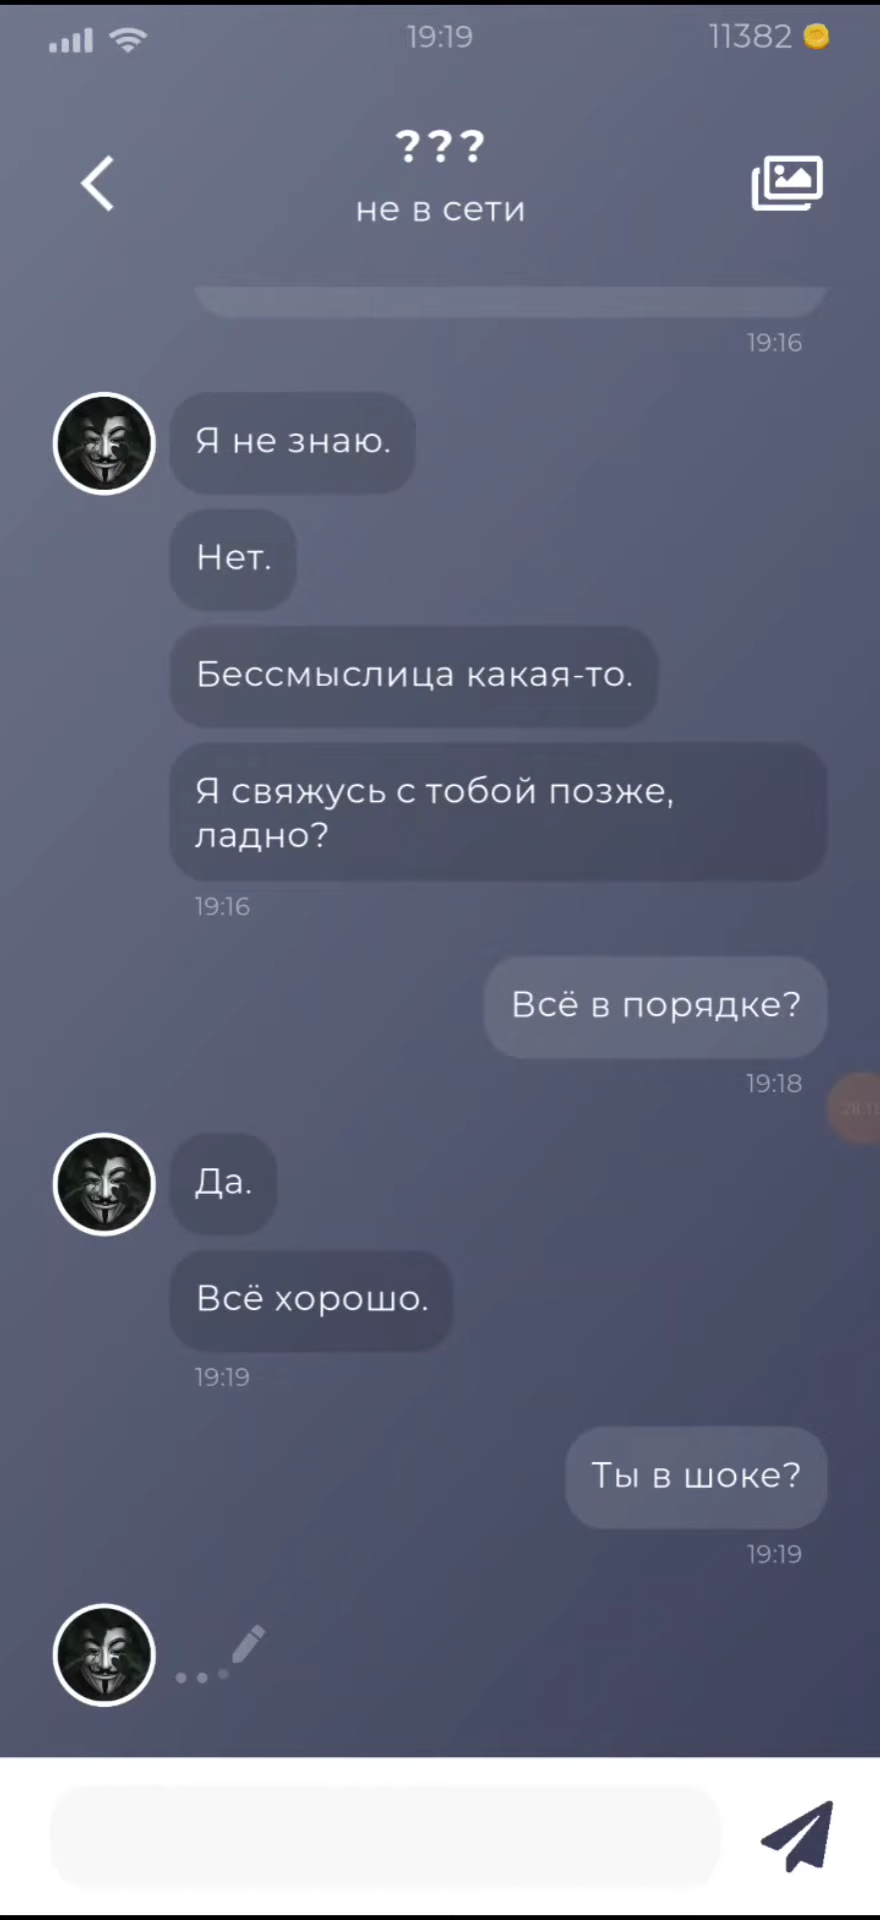 19:19
11382
???
не в сети
19:16
Я не знаю.
Нет.
Бессмыслица какая-то.
Я свяжусь с тобой позже,
ладно?
19:16
Всё в порядке?
19:18
Да.
Всё хорошо.
19:19
Ты в шоке?
19:19